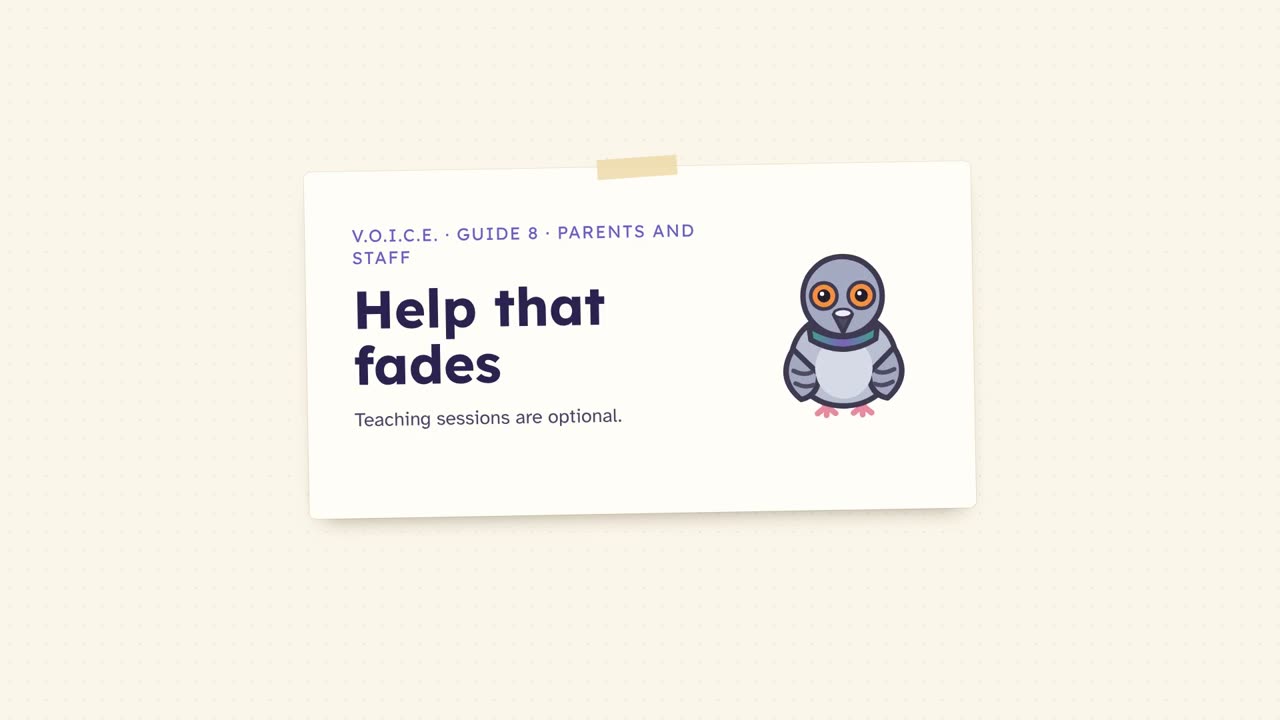 V.O.I.C.E. · GUIDE 8 · PARENTS AND
STAFF
Help that
fades
Teaching sessions are optional.